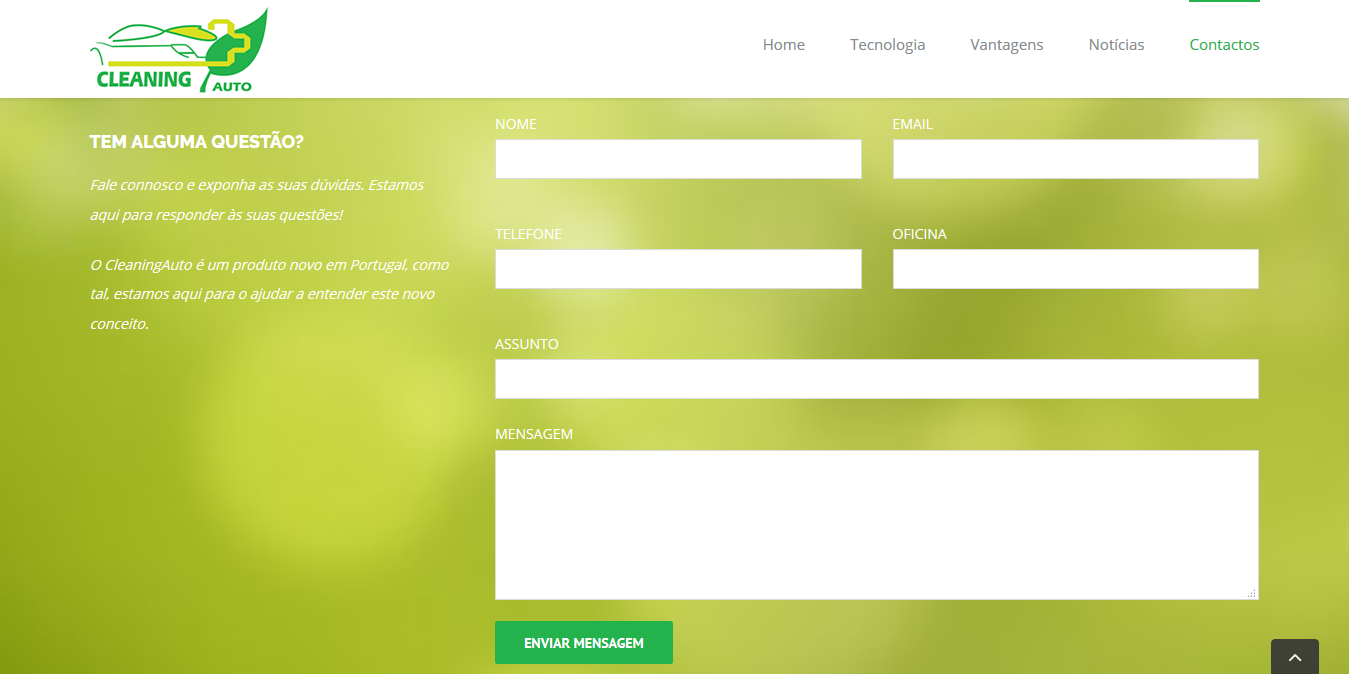 CLEANING
AUTO
Home
Tecnologia
Vantagens
Notícias
Contactos
TEM ALGUMA QUESTÃO?
Fale connosco e exponha as suas dúvidas. Estamos
aqui para responder às suas questões!
O CleaningAuto é um produto novo em Portugal, como
tal, estamos aqui para o ajudar a entender este novo
conceito.
NOME
EMAIL
TELEFONE
OFICINA
ASSUNTO
MENSAGEM
ENVIAR MENSAGEM